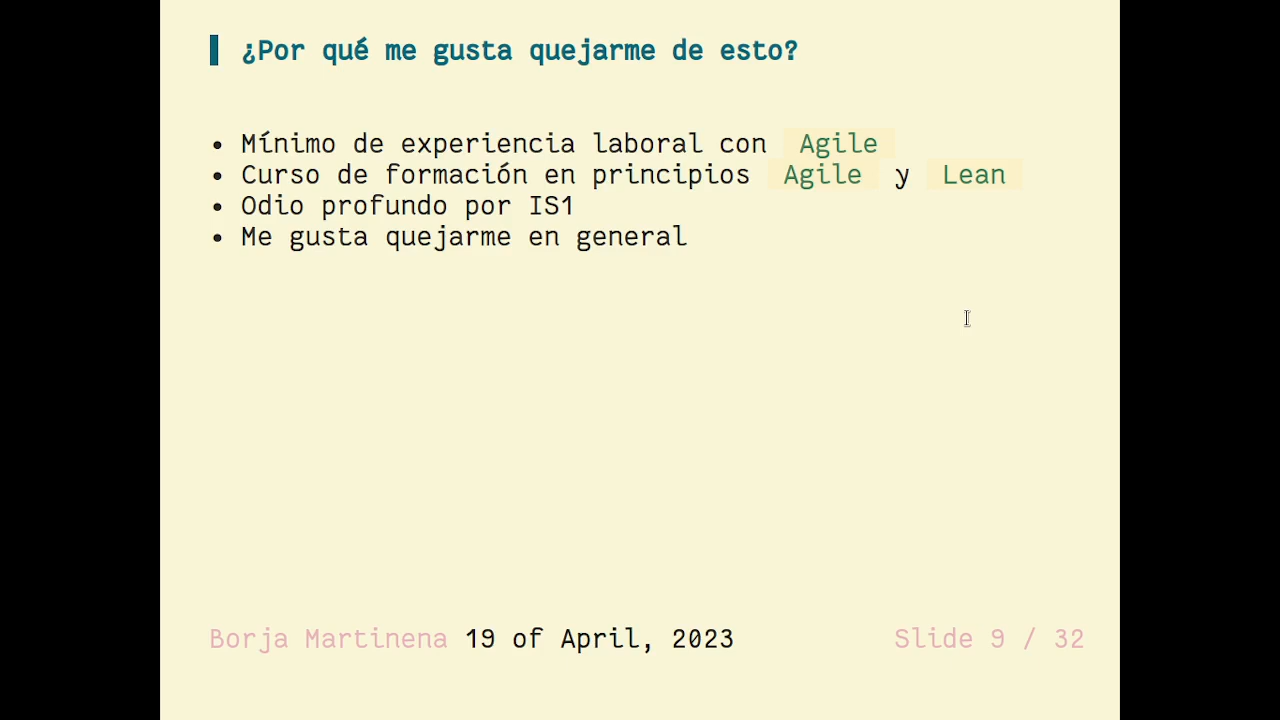 ¿Por qué me gusta quejarme de esto?
• Mínimo de experiencia laboral con Agile
• Curso de formación en principios Agile y Lean
• Odio profundo por IS1
• Me gusta quejarme en general
Borja Martinena 19 of April, 2023 Slide 9 / 32